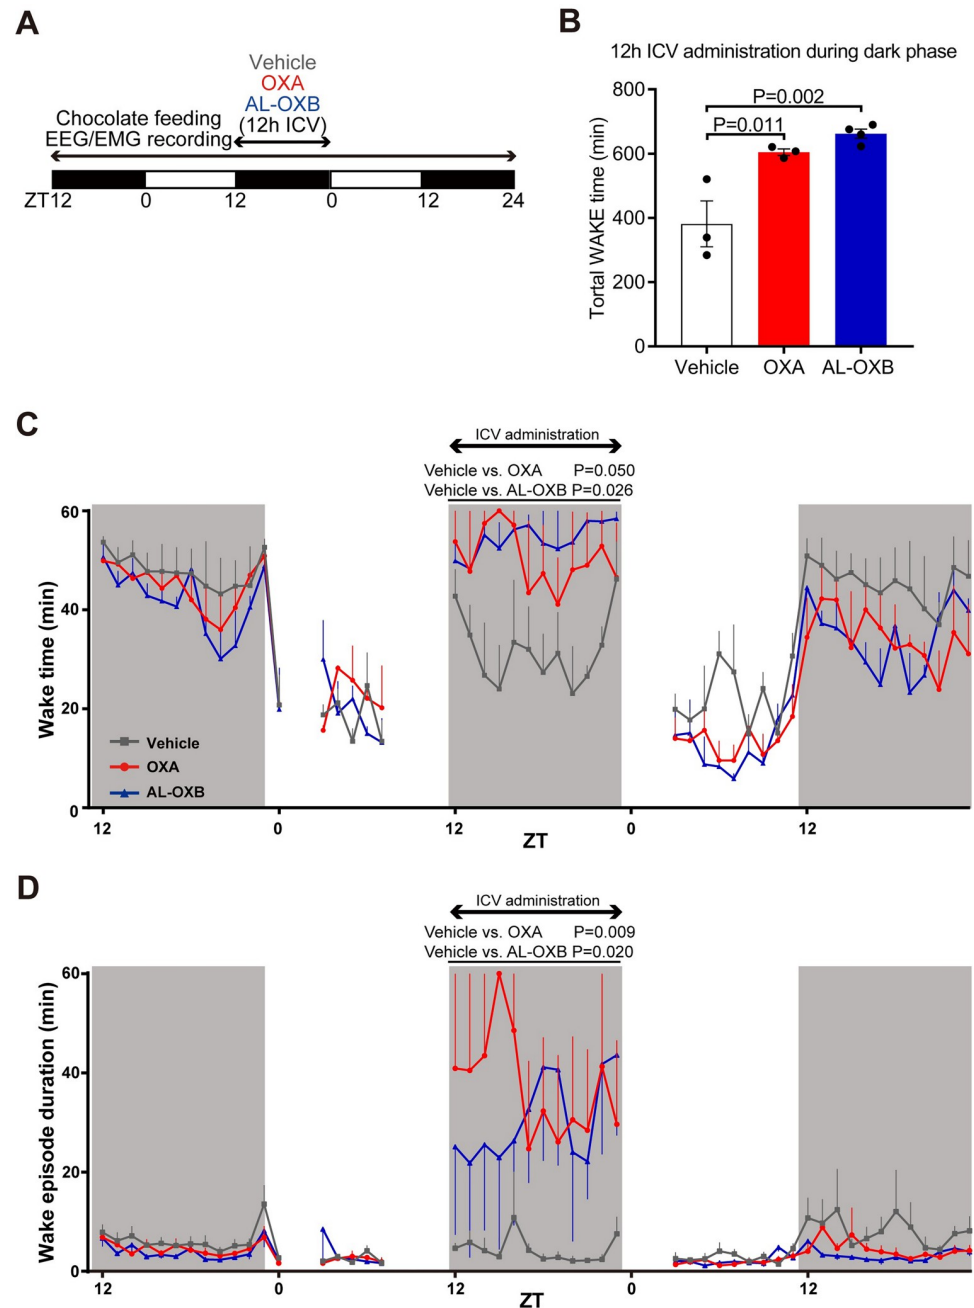 A
Vehicle
OXA
AL-OXB
(12h ICV)
Chocolate feeding
EEG/EMG recording
ZT12 0 12 0 12 24
B
12h ICV administration during dark phase
Tortal WAKE time (min)
800
600
400
200
0
P=0.002
P=0.011
Vehicle OXA AL-OXB
C
ICV administration
Vehicle vs. OXA P=0.050
Vehicle vs. AL-OXB P=0.026
Wake time (min)
60
40
20
0
Vehicle
OXA
AL-OXB
12 0 12 0 12
ZT
D
ICV administration
Vehicle vs. OXA P=0.009
Vehicle vs. AL-OXB P=0.020
Wake episode duration (min)
60
40
20
0
12 0 12 0 12
ZT